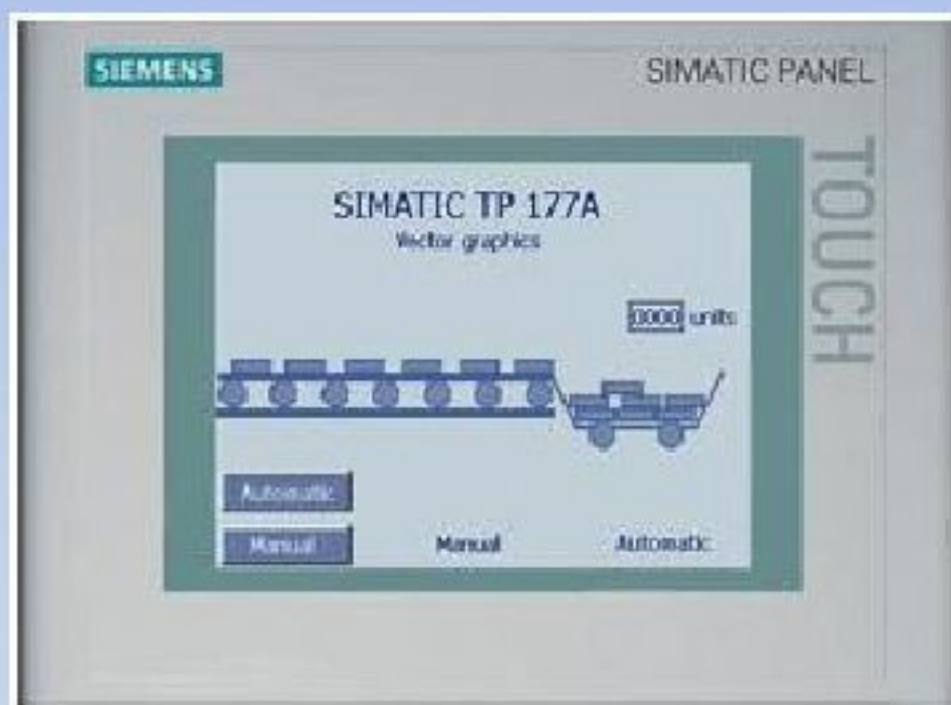 SIEMENS
SIMATIC PANEL
TOUCH
SIMATIC TP 177A
Vector graphics
0000 units
Automatic
Manual
Manual
Automatic